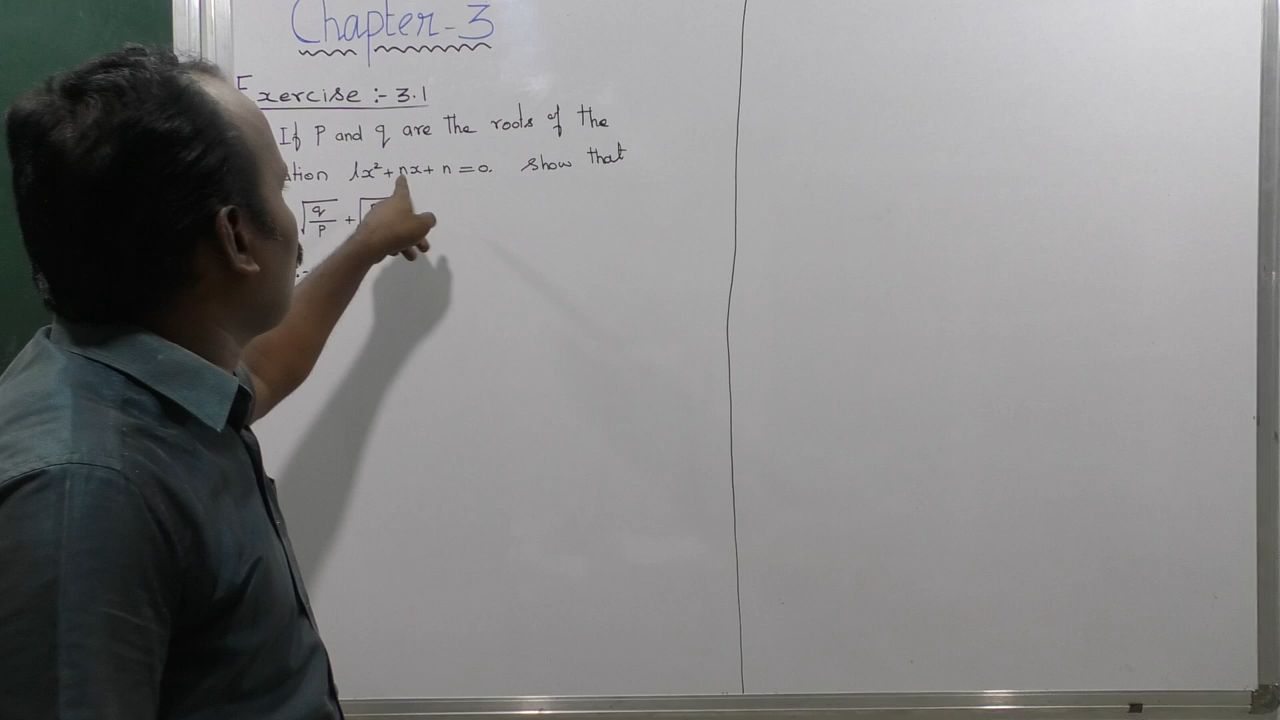 Chapter-3
Exercise :- 3.1
If P and q are the roots of the
ation lx² + nx + n = 0. show that
√(q/P) + √
:-